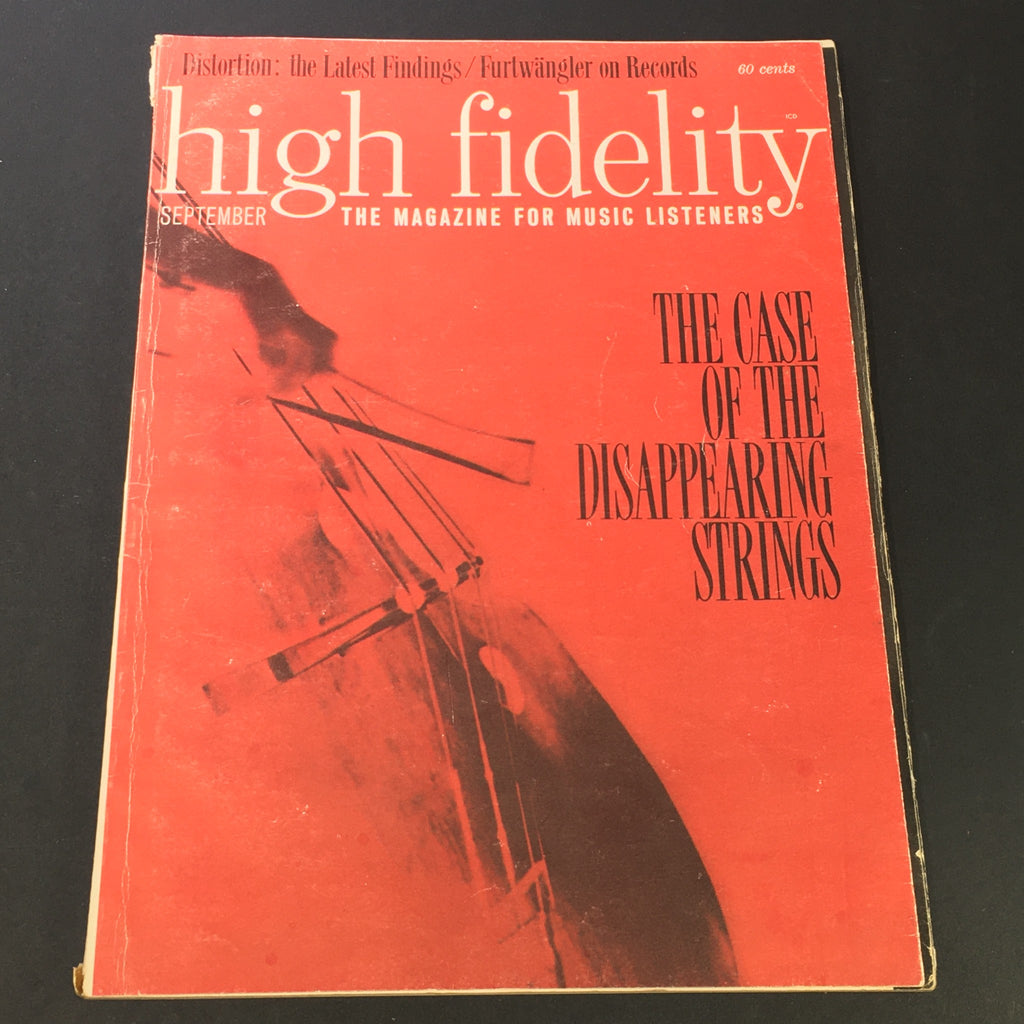 Distortion: the Latest Findings / Furtwängler on Records 60 cents
high fidelity ®
SEPTEMBER THE MAGAZINE FOR MUSIC LISTENERS
THE CASE
OF THE
DISAPPEARING
STRINGS